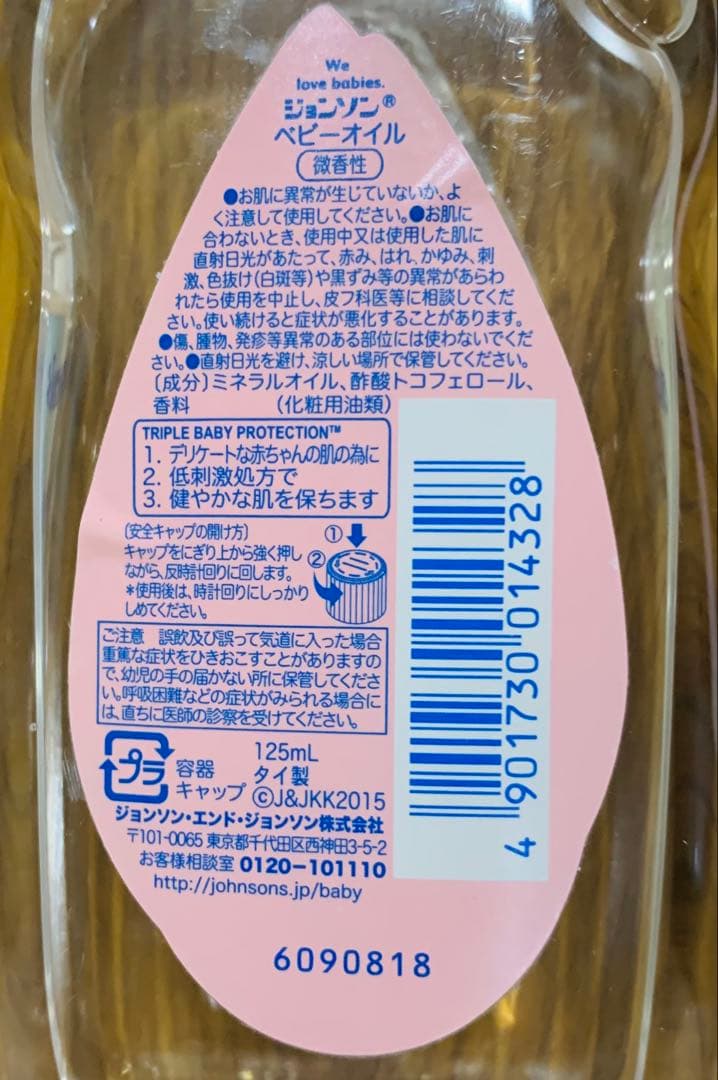 We
love babies.
ジョンソン®
ベビーオイル
微香性
●お肌に異常が生じていないか、よ
く注意して使用してください。●お肌に
合わないとき、使用中又は使用した肌に
直射日光があたって、赤み、はれ、かゆみ、刺
激、色抜け(白斑等)や黒ずみ等の異常があらわ
れたら使用を中止し、皮フ科医等に相談してくだ
さい。使い続けると症状が悪化することがあります。
●傷、腫物、発疹等異常のある部位には使わないでくだ
さい。●直射日光を避け、涼しい場所で保管してください。
〔成分〕ミネラルオイル、酢酸トコフェロール、
香料 (化粧用油類)
TRIPLE BABY PROTECTION™
1. デリケートな赤ちゃんの肌の為に
2. 低刺激処方で
3. 健やかな肌を保ちます
〔安全キャップの開け方〕
キャップをにぎり上から強く押し
ながら、反時計回りに回します。
*使用後は、時計回りにしっかり
しめてください。
①
②
ご注意 誤飲及び誤って気道に入った場合
重篤な症状をひきおこすことがありますの
で、幼児の手の届かない所に保管してくださ
い。呼吸困難などの症状がみられる場合に
は、直ちに医師の診察を受けてください。
プラ
容器
キャップ
125mL
タイ製
©J&JKK2015
ジョンソン・エンド・ジョンソン株式会社
〒101-0065 東京都千代田区西神田3-5-2
お客様相談室 0120-101110
http://johnsons.jp/baby
4 901730 014328
6090818